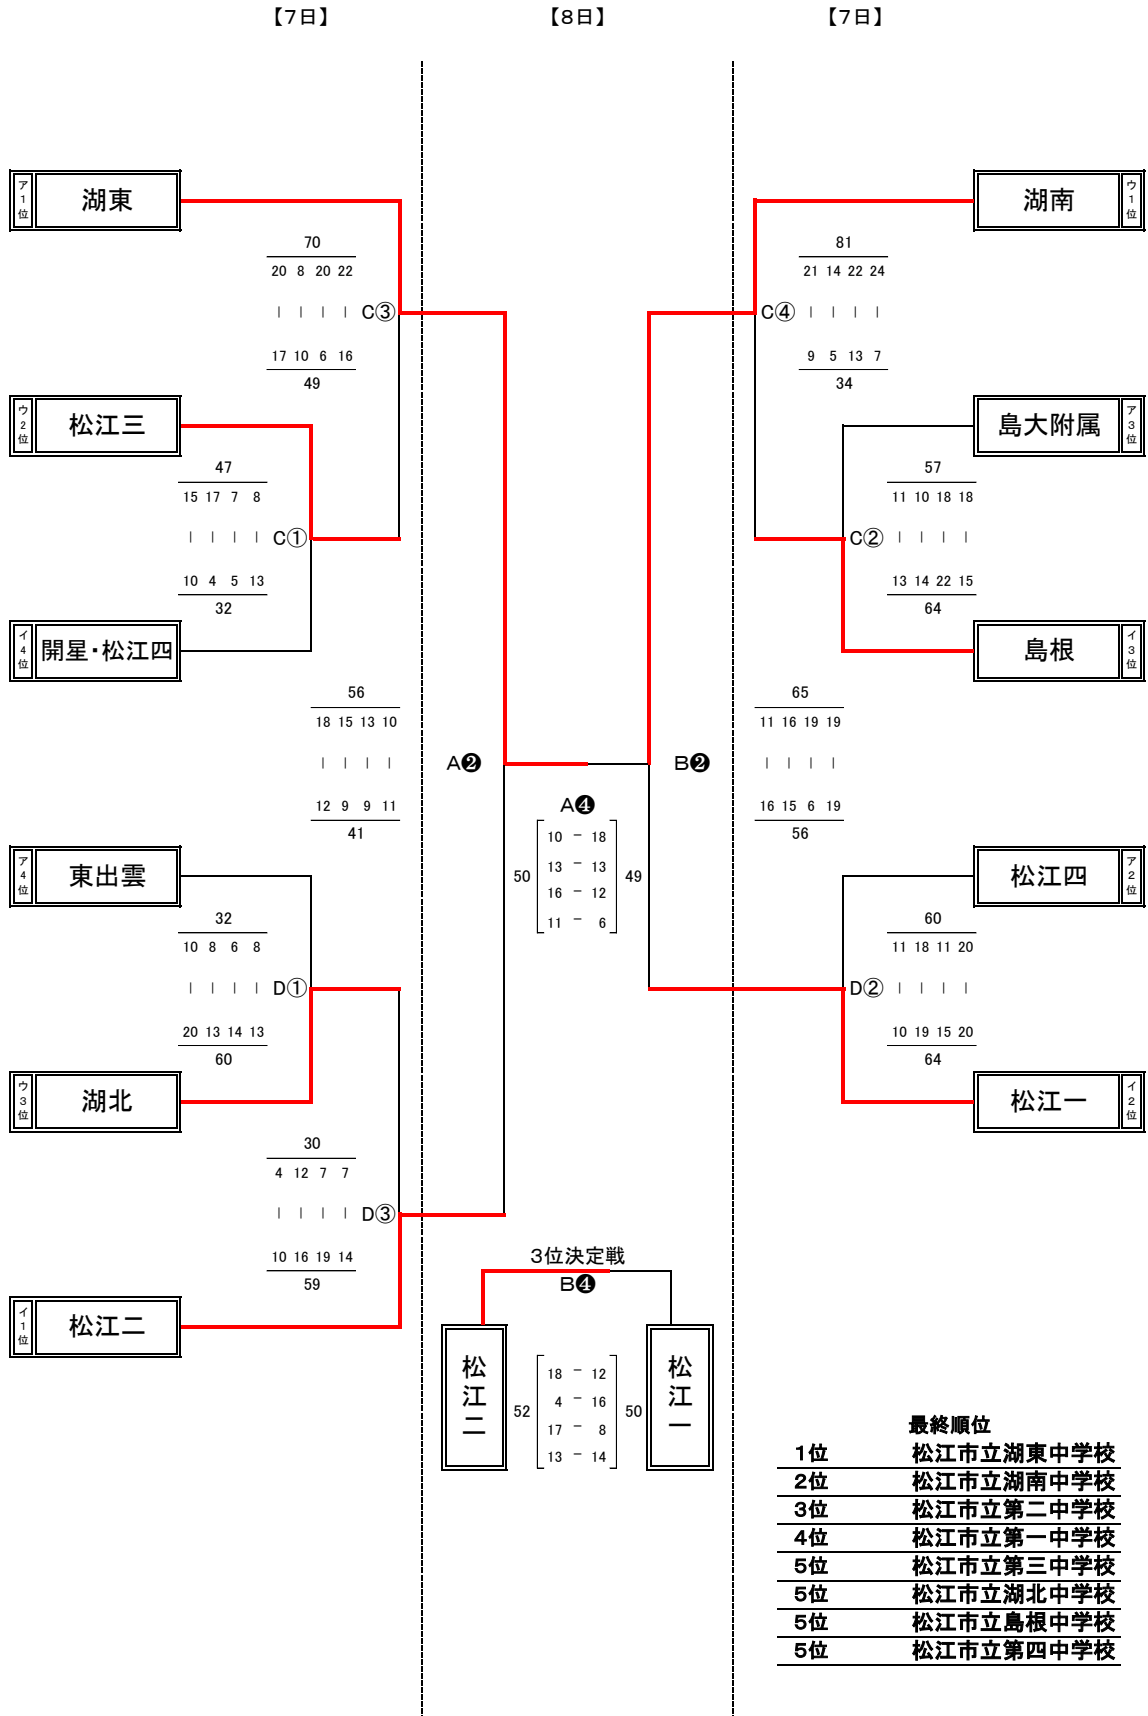 【7日】 【8日】 【7日】
ア1位 湖東
湖南 ウ1位
70
20 8 20 22
| | | | C③
17 10 6 16
49
81
21 14 22 24
C④ | | | |
9 5 13 7
34
ウ2位 松江三
島大附属 ア3位
47
15 17 7 8
| | | | C①
10 4 5 13
32
57
11 10 18 18
C② | | | |
13 14 22 15
64
イ4位 開星・松江四
島根 イ3位
56
18 15 13 10
| | | | A❷
12 9 9 11
41
65
11 16 19 19
B❷ | | | |
16 15 6 19
56
A❹
10 - 18
13 - 13
50 49
16 - 12
11 - 6
ア4位 東出雲
松江四 ア2位
32
10 8 6 8
| | | | D①
20 13 14 13
60
60
11 18 11 20
D② | | | |
10 19 15 20
64
ウ3位 湖北
松江一 イ2位
30
4 12 7 7
| | | | D③
10 16 19 14
59
イ1位 松江二
3位決定戦
B❹
松江二 松江一
18 - 12
4 - 16
52 50
17 - 8
13 - 14
最終順位
1位 松江市立湖東中学校
2位 松江市立湖南中学校
3位 松江市立第二中学校
4位 松江市立第一中学校
5位 松江市立第三中学校
5位 松江市立湖北中学校
5位 松江市立島根中学校
5位 松江市立第四中学校